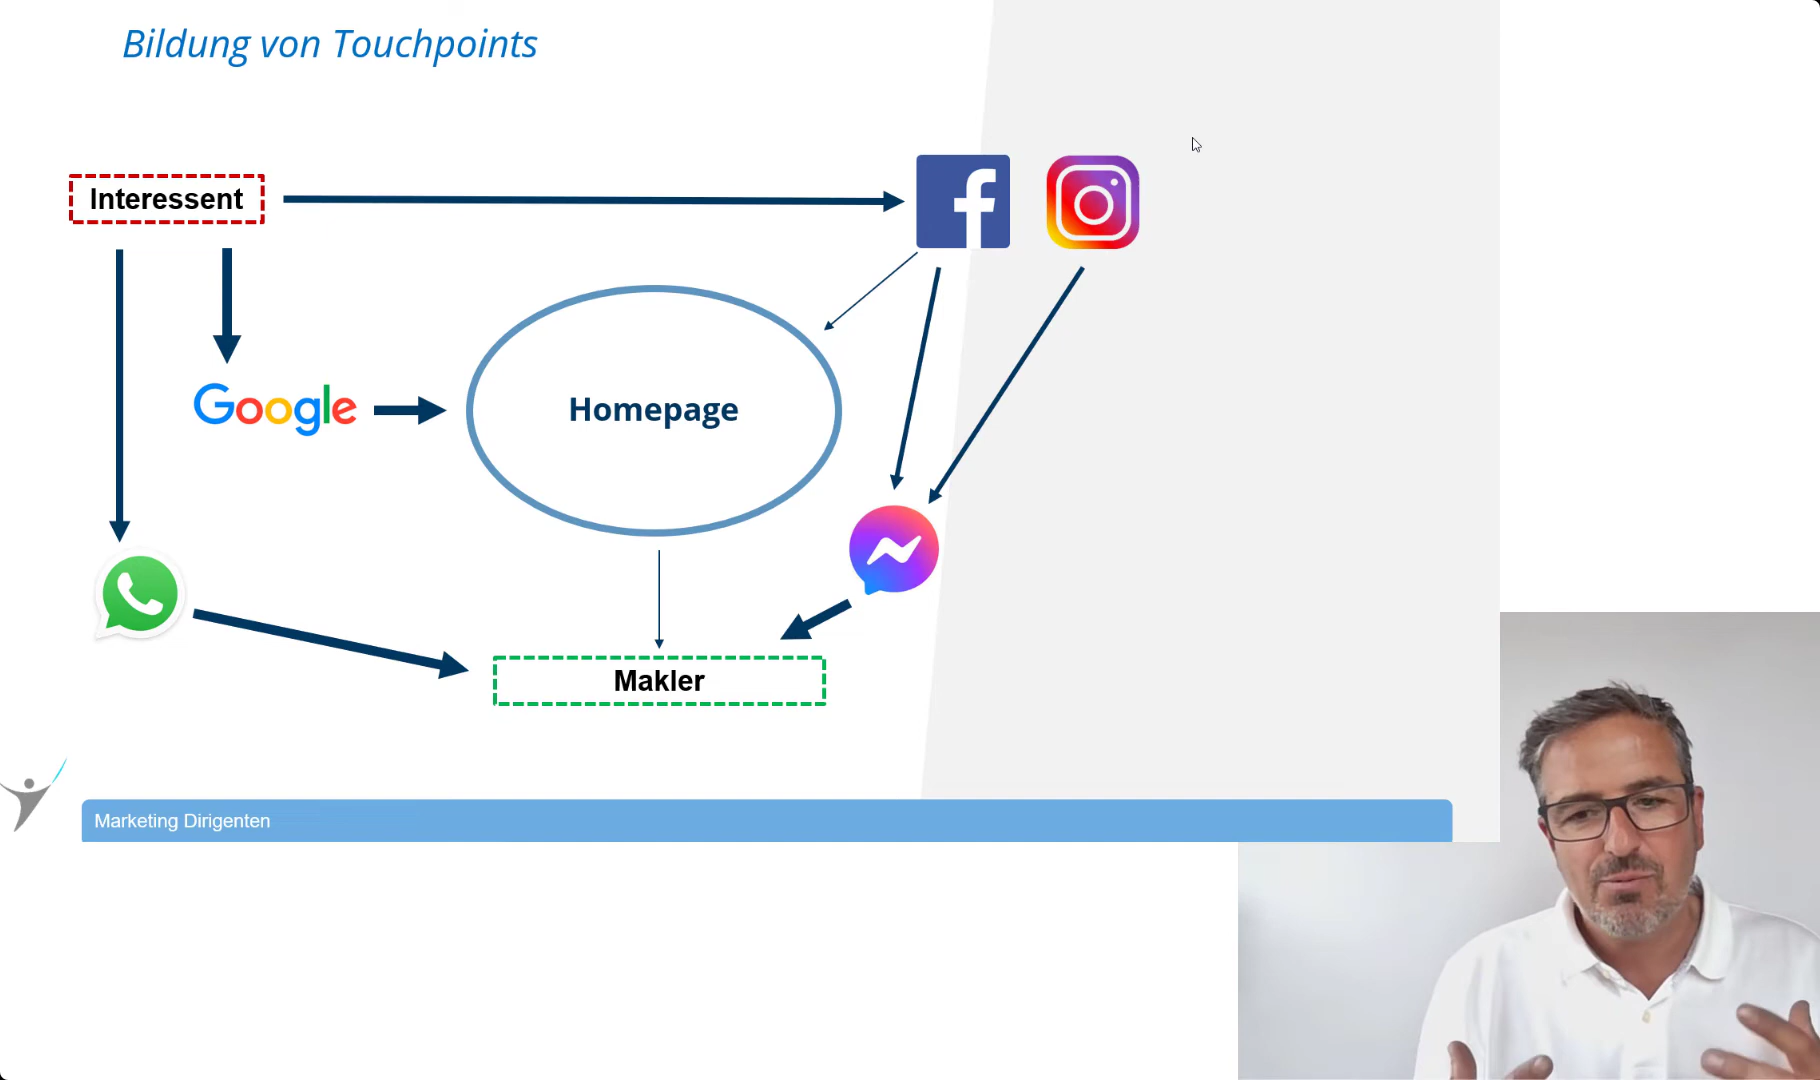 Bildung von Touchpoints
Interessent
Google
Homepage
Makler
Marketing Dirigenten